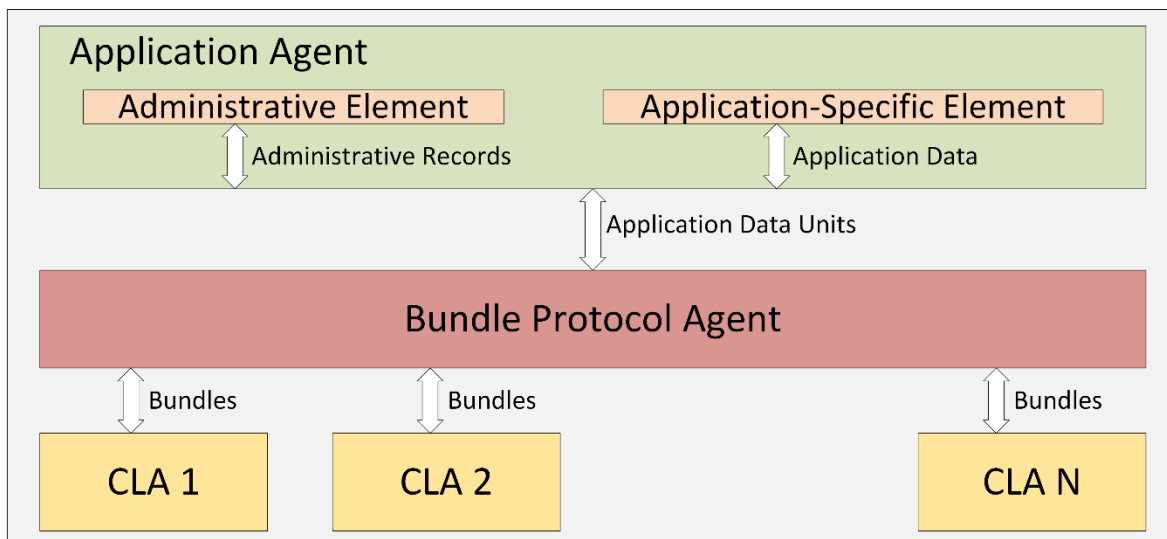 Application Agent
Administrative Element
Application-Specific Element
Administrative Records
Application Data
Application Data Units
Bundle Protocol Agent
Bundles
Bundles
Bundles
CLA 1
CLA 2
CLA N